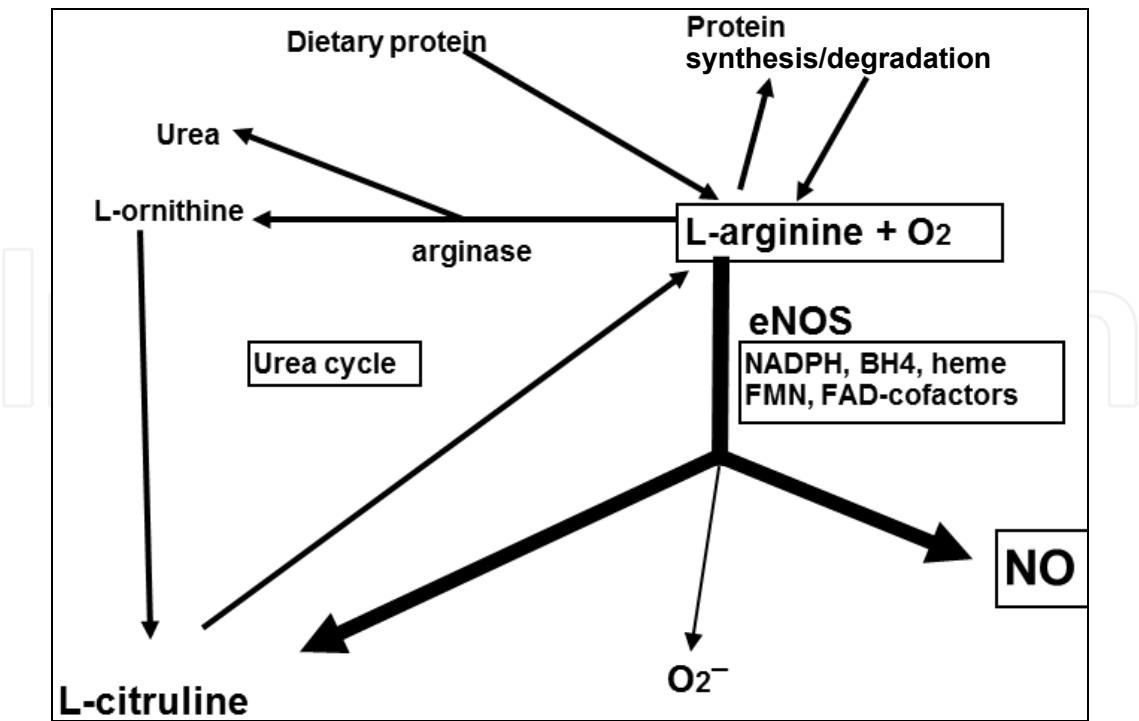 Dietary protein
Protein
synthesis/degradation
Urea
L-ornithine
arginase
L-arginine + O2
eNOS
Urea cycle
NADPH, BH4, heme
FMN, FAD-cofactors
NO
O2⁻
L-citruline